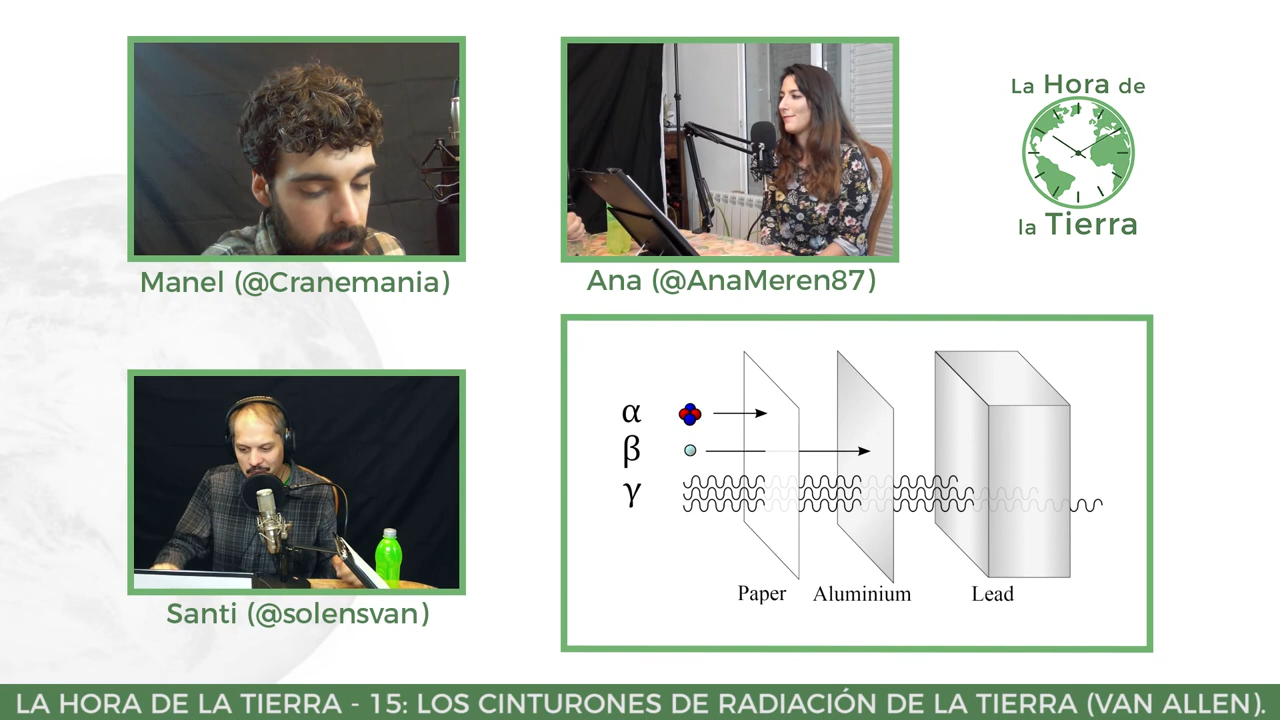 La Hora de
la Tierra
Manel (@Cranemania)
Ana (@AnaMeren87)
Santi (@solensvan)
α
β
γ
Paper Aluminium Lead
LA HORA DE LA TIERRA - 15: LOS CINTURONES DE RADIACIÓN DE LA TIERRA (VAN ALLEN).